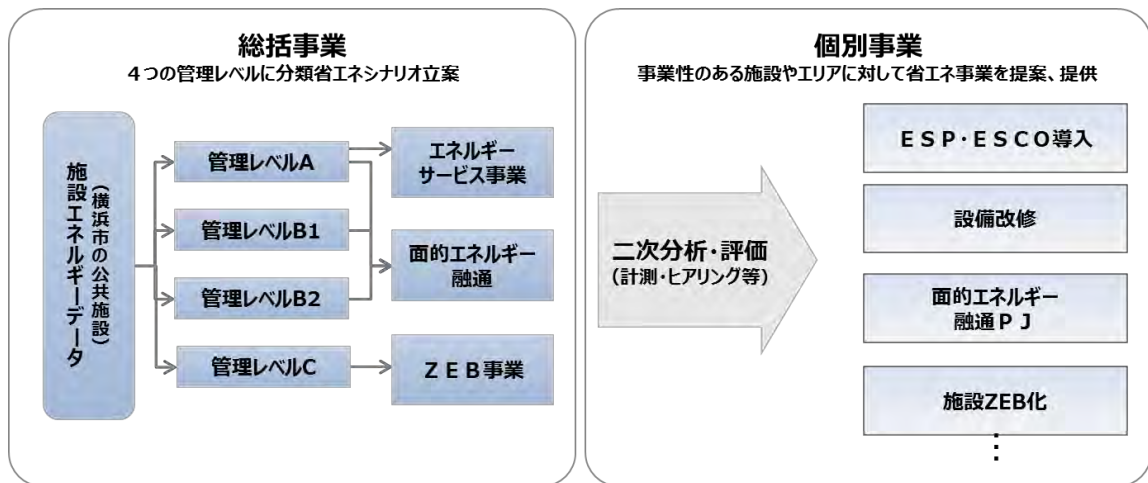 総括事業
4つの管理レベルに分類省エネシナリオ立案
施設エネルギーデータ
(横浜市の公共施設)
管理レベルA
管理レベルB1
管理レベルB2
管理レベルC
エネルギー
サービス事業
面的エネルギー
融通
ZEB事業
個別事業
事業性のある施設やエリアに対して省エネ事業を提案、提供
二次分析・評価
(計測・ヒアリング等)
ESP・ESCO導入
設備改修
面的エネルギー
融通PJ
施設ZEB化
⋮